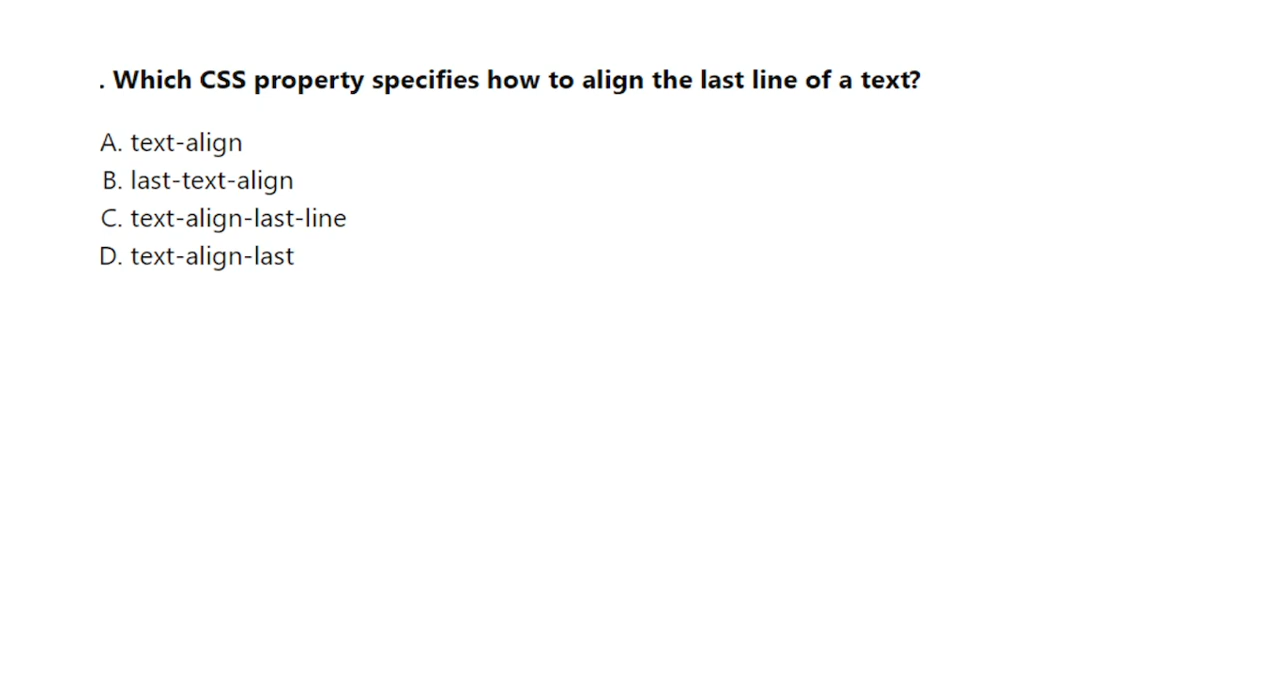 . Which CSS property specifies how to align the last line of a text?
A. text-align
B. last-text-align
C. text-align-last-line
D. text-align-last